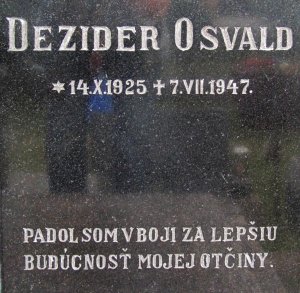 DEZIDER OSVALD
* 14.X.1925 † 7.VII.1947.
PADOL SOM V BOJI ZA LEPŠIU
BUDÚCNOSŤ MOJEJ OTČINY.